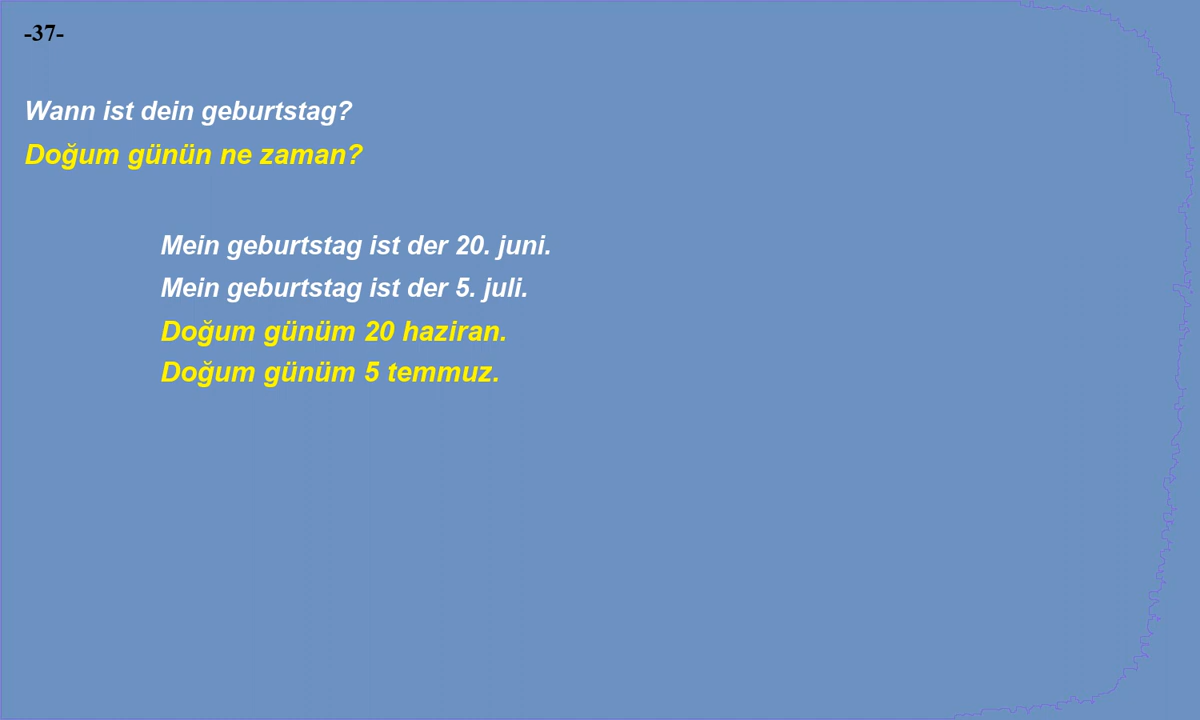 -37-
Wann ist dein geburtstag?
Doğum günün ne zaman?
Mein geburtstag ist der 20. juni.
Mein geburtstag ist der 5. juli.
Doğum günüm 20 haziran.
Doğum günüm 5 temmuz.